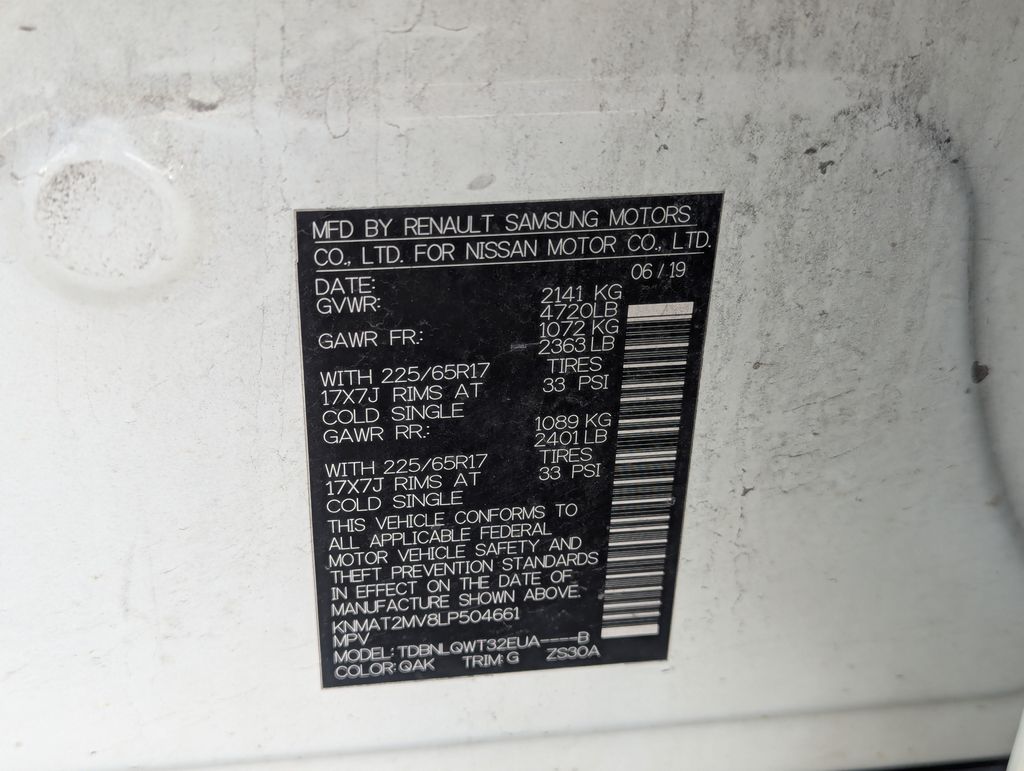 MFD BY RENAULT SAMSUNG MOTORS
CO., LTD. FOR NISSAN MOTOR CO., LTD.
DATE: 06/19
GVWR: 2141 KG
4720LB
GAWR FR.: 1072 KG
2363 LB
WITH 225/65R17 TIRES
17X7J RIMS AT 33 PSI
COLD SINGLE
GAWR RR.: 1089 KG
2401 LB
WITH 225/65R17 TIRES
17X7J RIMS AT 33 PSI
COLD SINGLE
THIS VEHICLE CONFORMS TO
ALL APPLICABLE FEDERAL
MOTOR VEHICLE SAFETY AND
THEFT PREVENTION STANDARDS
IN EFFECT ON THE DATE OF
MANUFACTURE SHOWN ABOVE.
KNMAT2MV8LP504661
MPV
MODEL: TDBNLQWT32EUA----B
COLOR: QAK TRIM: G ZS30A